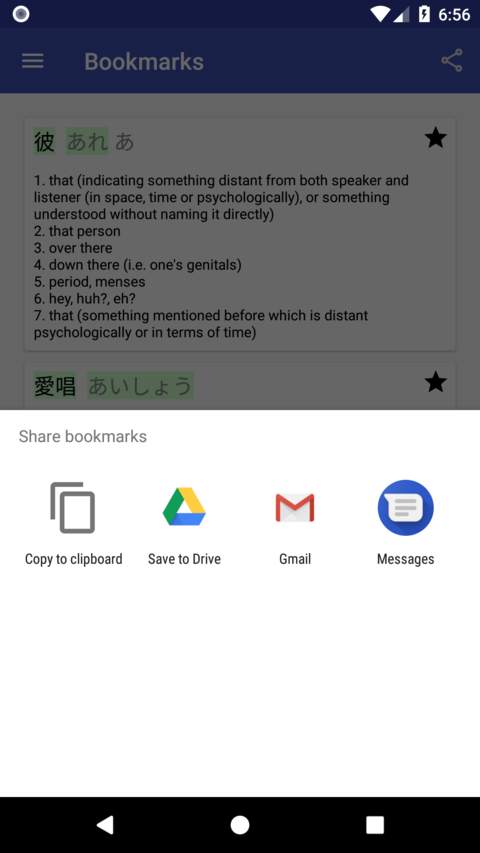 6:56
Bookmarks
彼 あれ あ
1. that (indicating something distant from both speaker and
listener (in space, time or psychologically), or something
understood without naming it directly)
2. that person
3. over there
4. down there (i.e. one's genitals)
5. period, menses
6. hey, huh?, eh?
7. that (something mentioned before which is distant
psychologically or in terms of time)
愛唱 あいしょう
Share bookmarks
Copy to clipboard
Save to Drive
Gmail
Messages